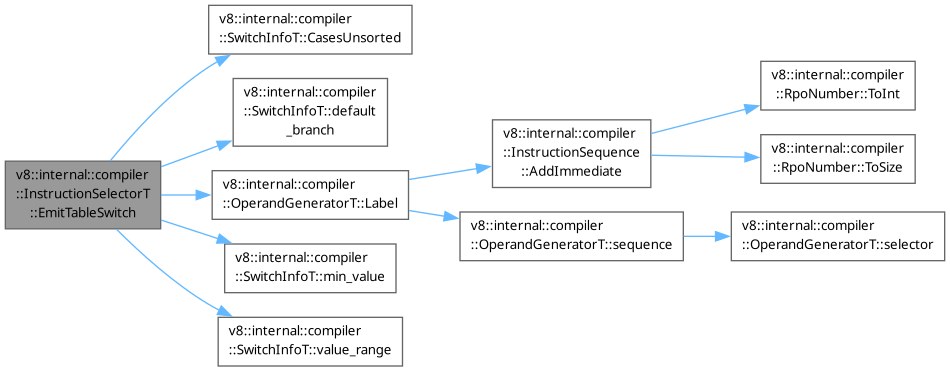 v8::internal::compiler
::InstructionSelectorT
::EmitTableSwitch
v8::internal::compiler
::SwitchInfoT::CasesUnsorted
v8::internal::compiler
::SwitchInfoT::default
_branch
v8::internal::compiler
::OperandGeneratorT::Label
v8::internal::compiler
::SwitchInfoT::min_value
v8::internal::compiler
::SwitchInfoT::value_range
v8::internal::compiler
::InstructionSequence
::AddImmediate
v8::internal::compiler
::OperandGeneratorT::sequence
v8::internal::compiler
::RpoNumber::ToInt
v8::internal::compiler
::RpoNumber::ToSize
v8::internal::compiler
::OperandGeneratorT::selector